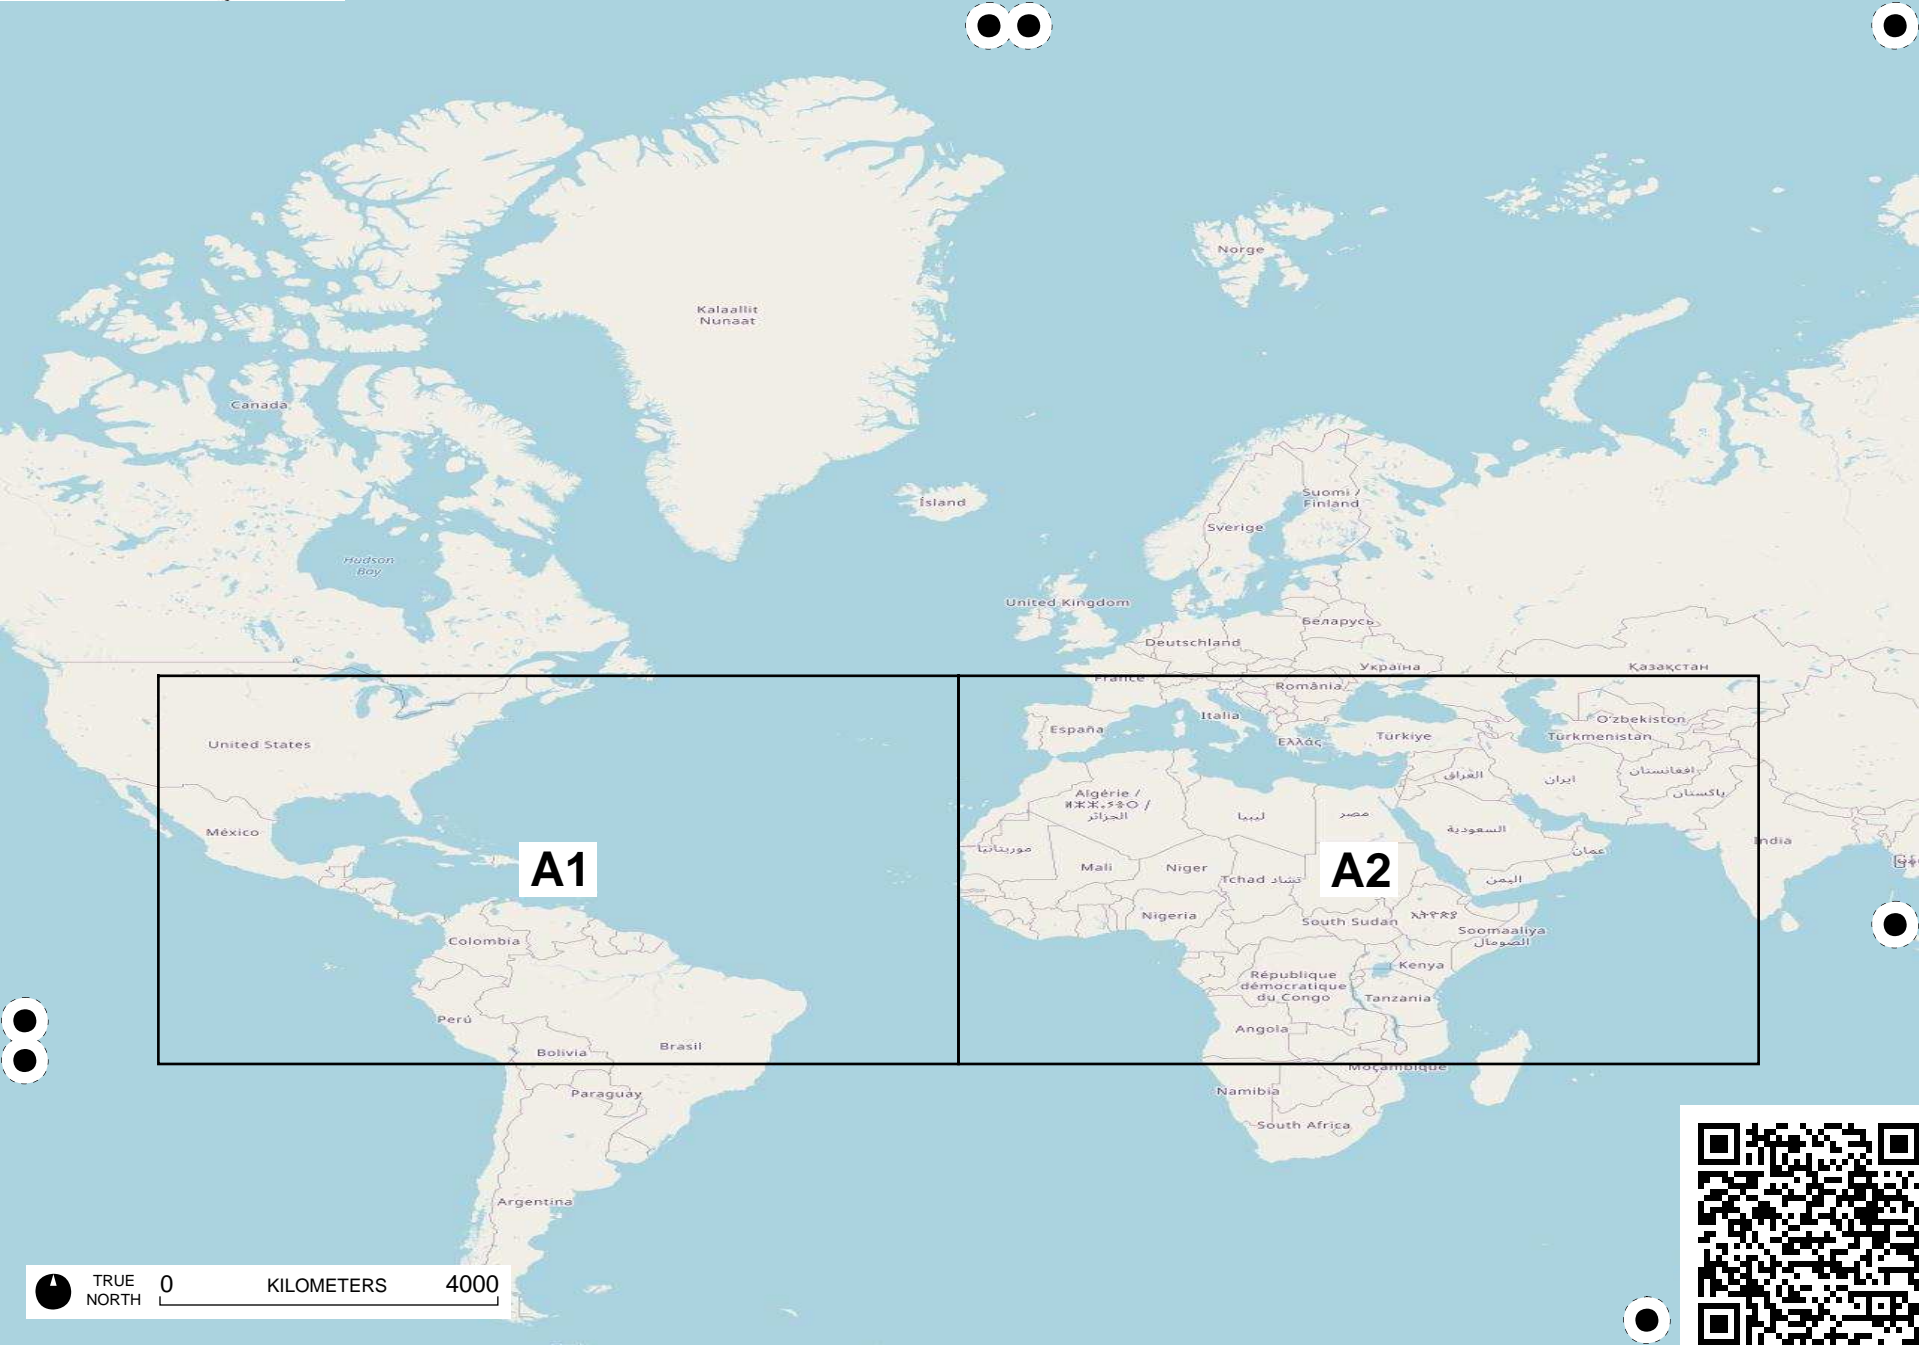 Norge
Kalaallit
Nunaat
Canada
Ísland
Suomi /
Finland
Sverige
Hudson
Bay
United Kingdom
Беларусь
Deutschland
Україна
Қазақстан
France
România
Italia
España
Ελλάς
Türkiye
O'zbekiston
Türkmenistan
United States
العراق
ايران
افغانستان
پاکستان
Algérie /
ⵍⵣⵣⴰⵢⴻⵔ /
الجزائر
ليبيا
مصر
السعودية
México
موريتانيا
عمان
India
A1
Mali
Niger
Tchad تشاد
A2
اليمن
Nigeria
South Sudan
ኢትዮጵያ
Soomaaliya
الصومال
Colombia
Kenya
République
démocratique
du Congo
Tanzania
Perú
Angola
Bolivia
Brasil
Moçambique
Paraguay
Namibia
South Africa
Argentina
TRUE
NORTH
0 KILOMETERS 4000